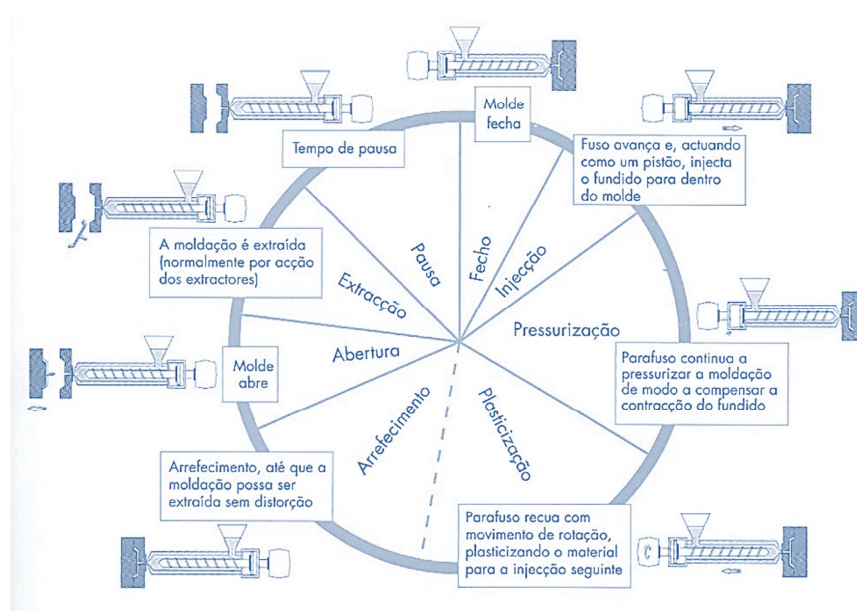 Molde
fecha
Fuso avança e, actuando
como um pistão, injecta
o fundido para dentro
do molde
Parafuso continua a
pressurizar a moldação
de modo a compensar a
contracção do fundido
Parafuso recua com
movimento de rotação,
plasticizando o material
para a injecção seguinte
Arrefecimento, até que a
moldação possa ser
extraída sem distorção
Molde
abre
A moldação é extraída
(normalmente por acção
dos extractores)
Tempo de pausa
Fecho
Injecção
Pressurização
Plasticização
Arrefecimento
Abertura
Extracção
Pausa